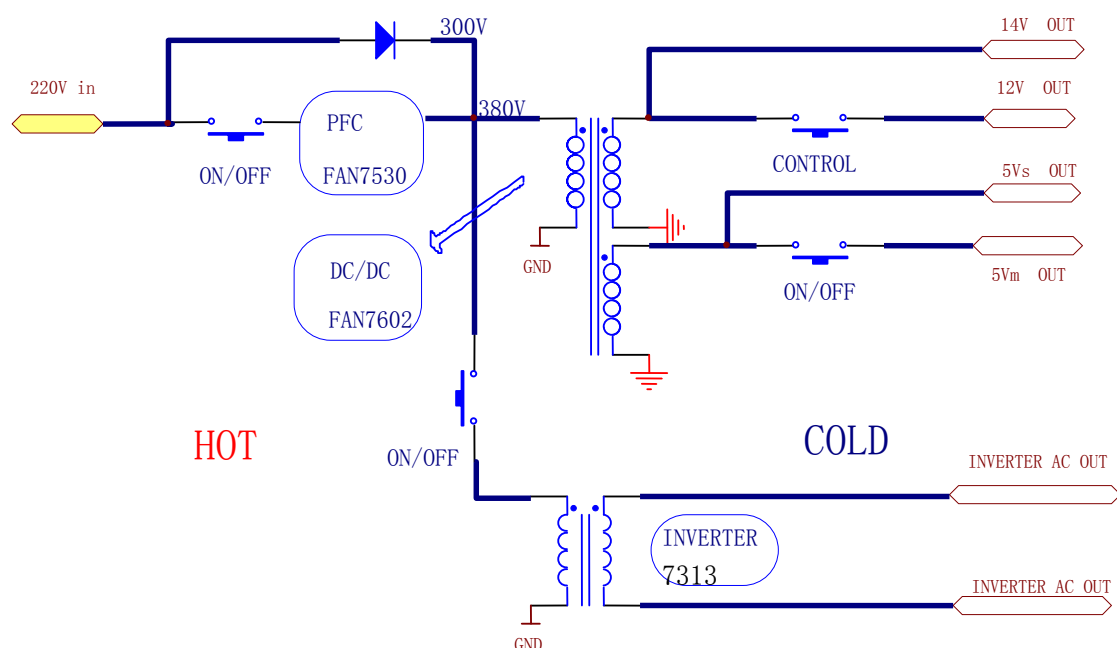 300V
14V  OUT
220V in
380V
12V  OUT
PFC
FAN7530
ON/OFF
CONTROL
5Vs  OUT
GND
DC/DC
FAN7602
5Vm  OUT
ON/OFF
HOT
COLD
ON/OFF
INVERTER AC OUT
INVERTER
7313
INVERTER AC OUT
GND